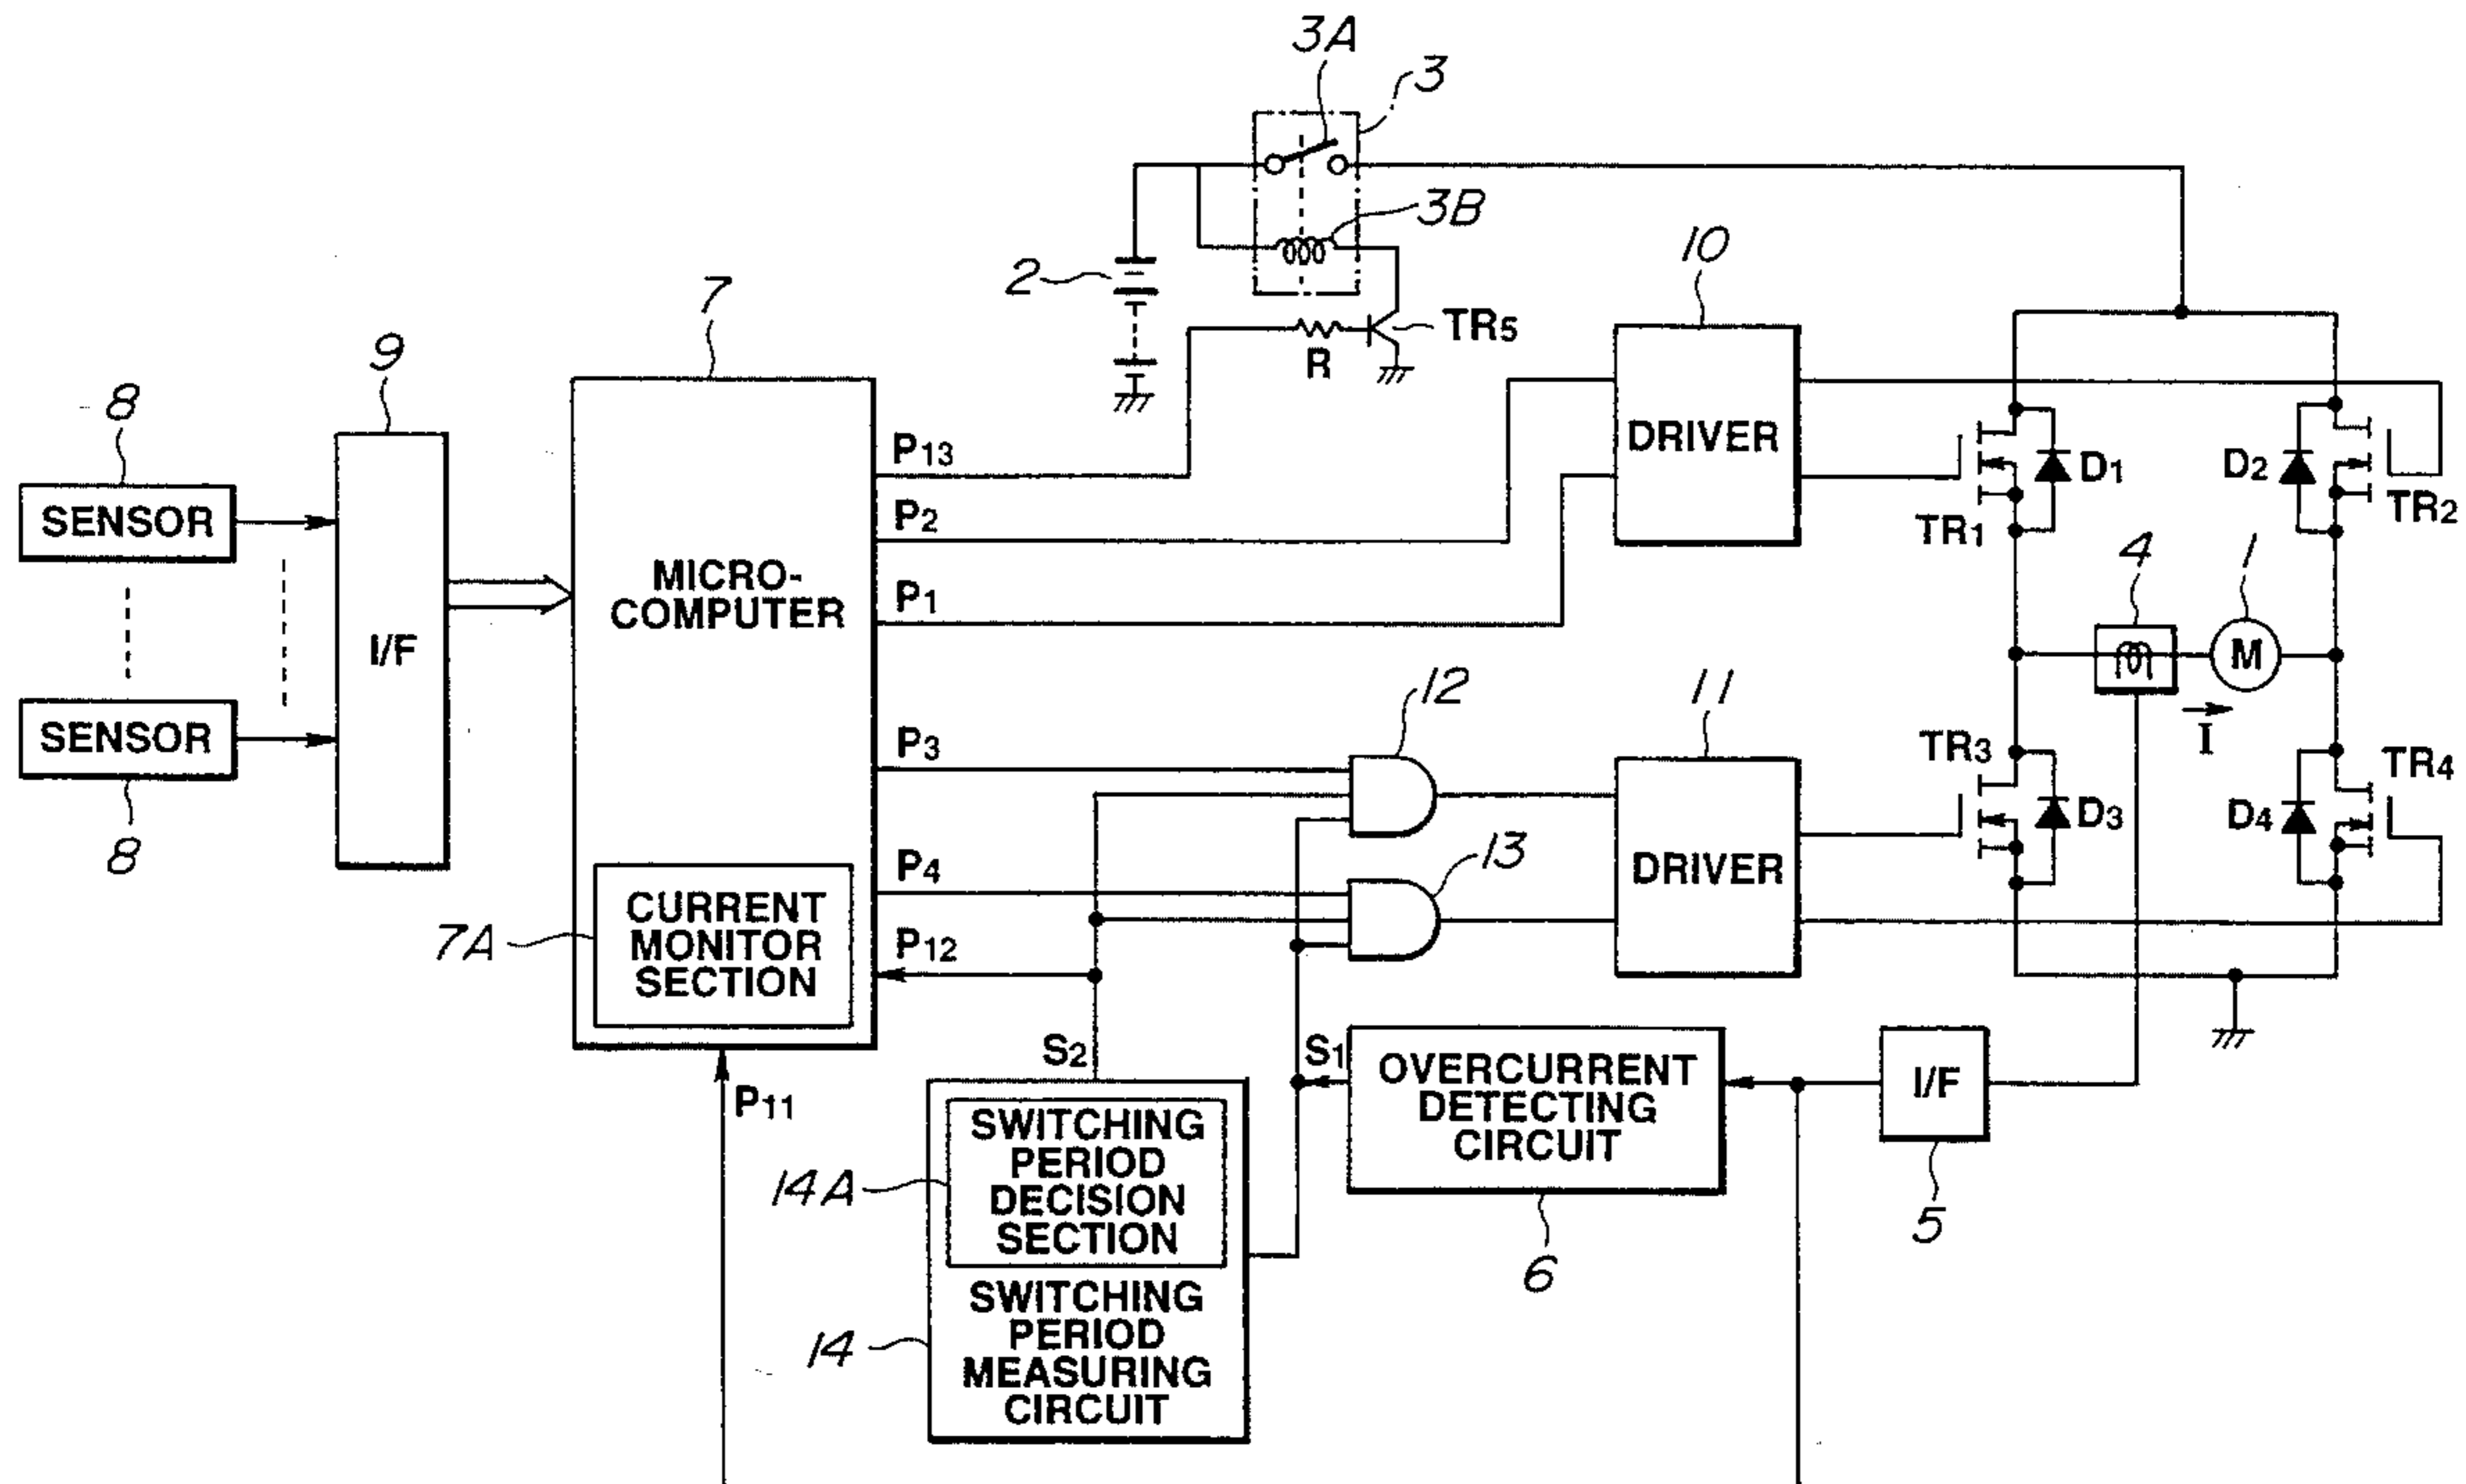 3A
3
3B
2
R
TR5
10
DRIVER
7
9
8
SENSOR
SENSOR
8
I/F
MICRO-
COMPUTER
P13
P2
P1
P3
P4
P12
7A
CURRENT
MONITOR
SECTION
P11
12
13
11
DRIVER
D1
TR1
D2
TR2
4
1
M
I
TR3
D3
D4
TR4
S2
S1
OVERCURRENT
DETECTING
CIRCUIT
6
I/F
5
14A
SWITCHING
PERIOD
DECISION
SECTION
14
SWITCHING
PERIOD
MEASURING
CIRCUIT